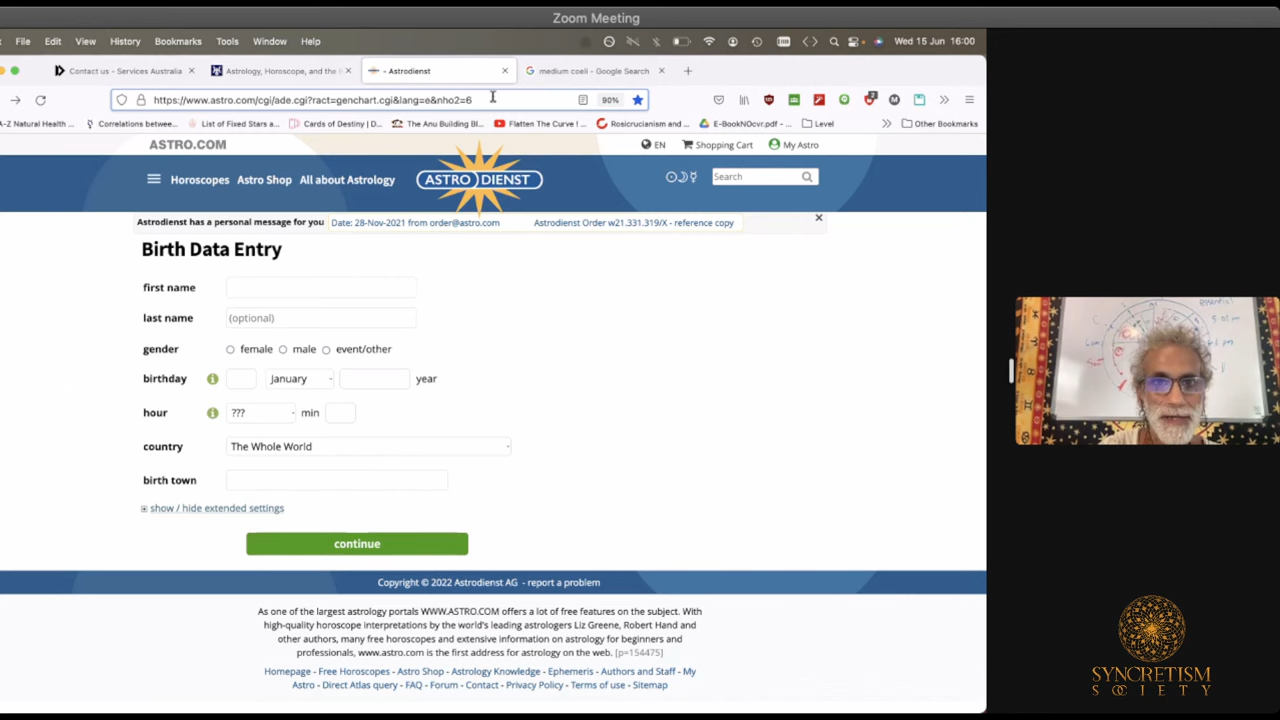 Zoom Meeting
File Edit View History Bookmarks Tools Window Help Wed 15 Jun 16:00
Contact us - Services Australia × Astrology, Horoscope, and the × - Astrodienst × medium coeli - Google Search × +
https://www.astro.com/cgi/ade.cgi?ract=genchart.cgi&lang=e&nho2=6 90%
A-Z Natural Health ... Correlations betwee... List of Fixed Stars a... Cards of Destiny | D... The Anu Building Bl... Flatten The Curve ! ... Rosicrucianism and ... E-BookNOcvr.pdf - ... Level Other Bookmarks
ASTRO.COM EN Shopping Cart My Astro
Horoscopes Astro Shop All about Astrology ASTRO DIENST Search
Astrodienst has a personal message for you Date: 28-Nov-2021 from order@astro.com Astrodienst Order w21.331.319/X - reference copy ×
Birth Data Entry
first name
last name (optional)
gender female male event/other
birthday January year
hour ??? min
country The Whole World
birth town
show / hide extended settings
continue
Copyright © 2022 Astrodienst AG - report a problem
As one of the largest astrology portals WWW.ASTRO.COM offers a lot of free features on the subject. With
high-quality horoscope interpretations by the world's leading astrologers Liz Greene, Robert Hand and
other authors, many free horoscopes and extensive information on astrology for beginners and
professionals, www.astro.com is the first address for astrology on the web. [p=154475]
Homepage - Free Horoscopes - Astro Shop - Astrology Knowledge - Ephemeris - Authors and Staff - My
Astro - Direct Atlas query - FAQ - Forum - Contact - Privacy Policy - Terms of use - Sitemap
essential
SYNCRETISM
SOCIETY